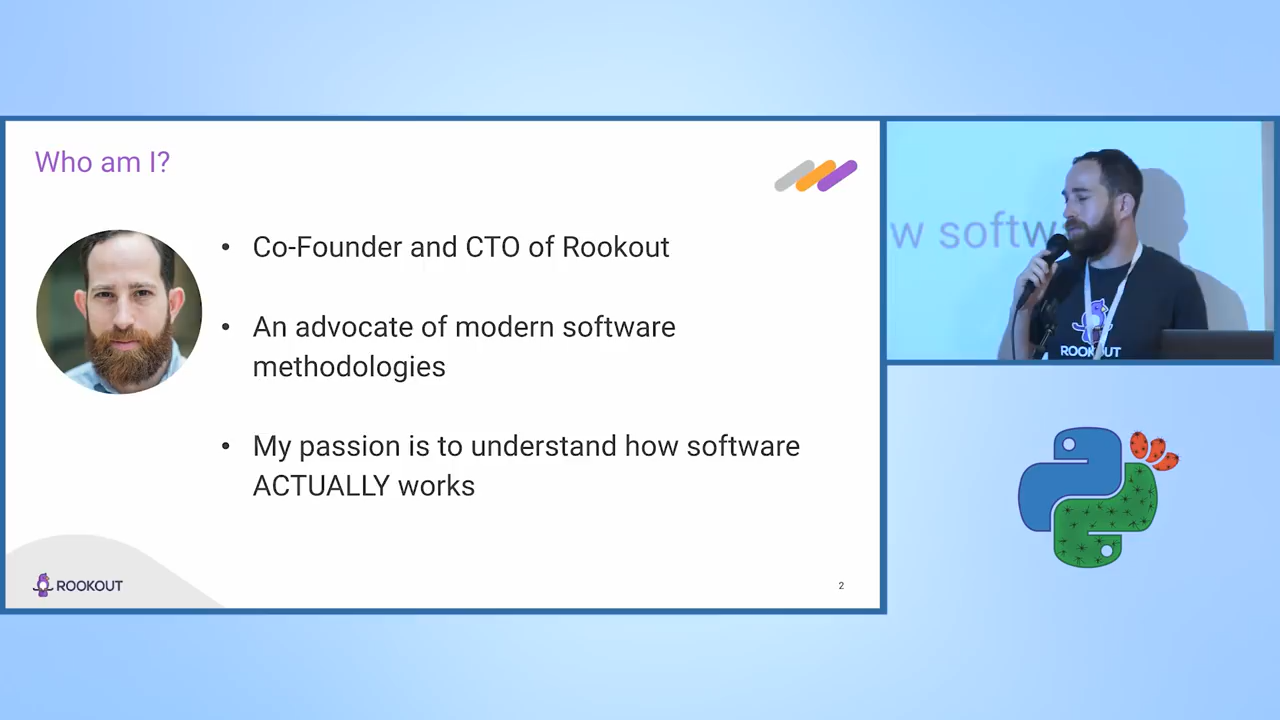 Who am I?
• Co-Founder and CTO of Rookout
• An advocate of modern software
methodologies
• My passion is to understand how software
ACTUALLY works
ROOKOUT
2
w softw
ROOKOUT